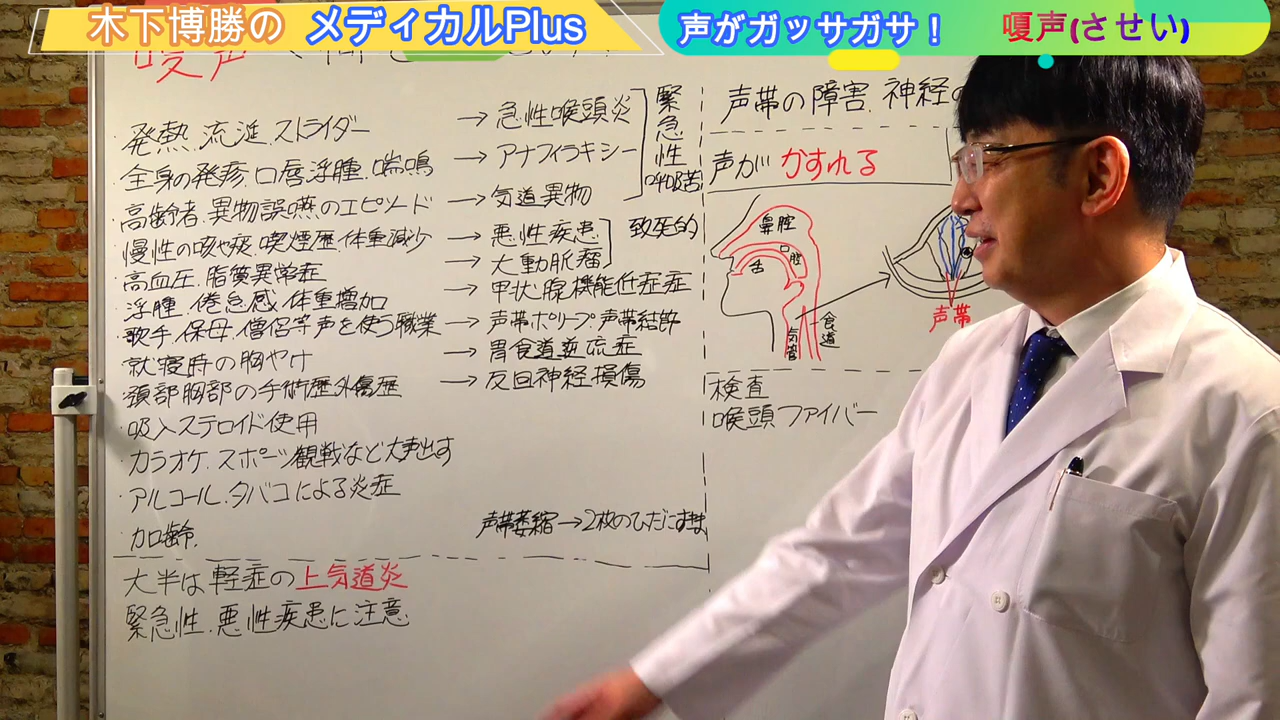 木下博勝の メディカルPlus
声がガッサガサ！ 嗄声(させい)
嗄声
発熱、流涎、ストライダー → 急性喉頭炎
全身の発疹、口唇浮腫、喘鳴 → アナフィラキシー
高齢者、異物誤嚥のエピソード → 気道異物
緊急性
慢性の咳や痰、喫煙歴、体重減少 → 悪性疾患
高血圧、脂質異常症 → 大動脈瘤
致死的
浮腫、倦怠感、体重増加 → 甲状腺機能低下症
歌手、保母、僧侶等声を使う職業 → 声帯ポリープ、声帯結節
就寝時の胸やけ → 胃食道逆流症
頚部胸部の手術歴外傷歴 → 反回神経損傷
吸入ステロイド使用
カラオケ、スポーツ観戦など大声出す
アルコール、タバコによる炎症
加齢
声帯萎縮→2枚のひだにすきま
大半は軽症の上気道炎
緊急性、悪性疾患に注意
声帯の障害、神経の
声が かすれる
鼻腔
口腔
舌
気管
食道
声帯
検査
喉頭ファイバー